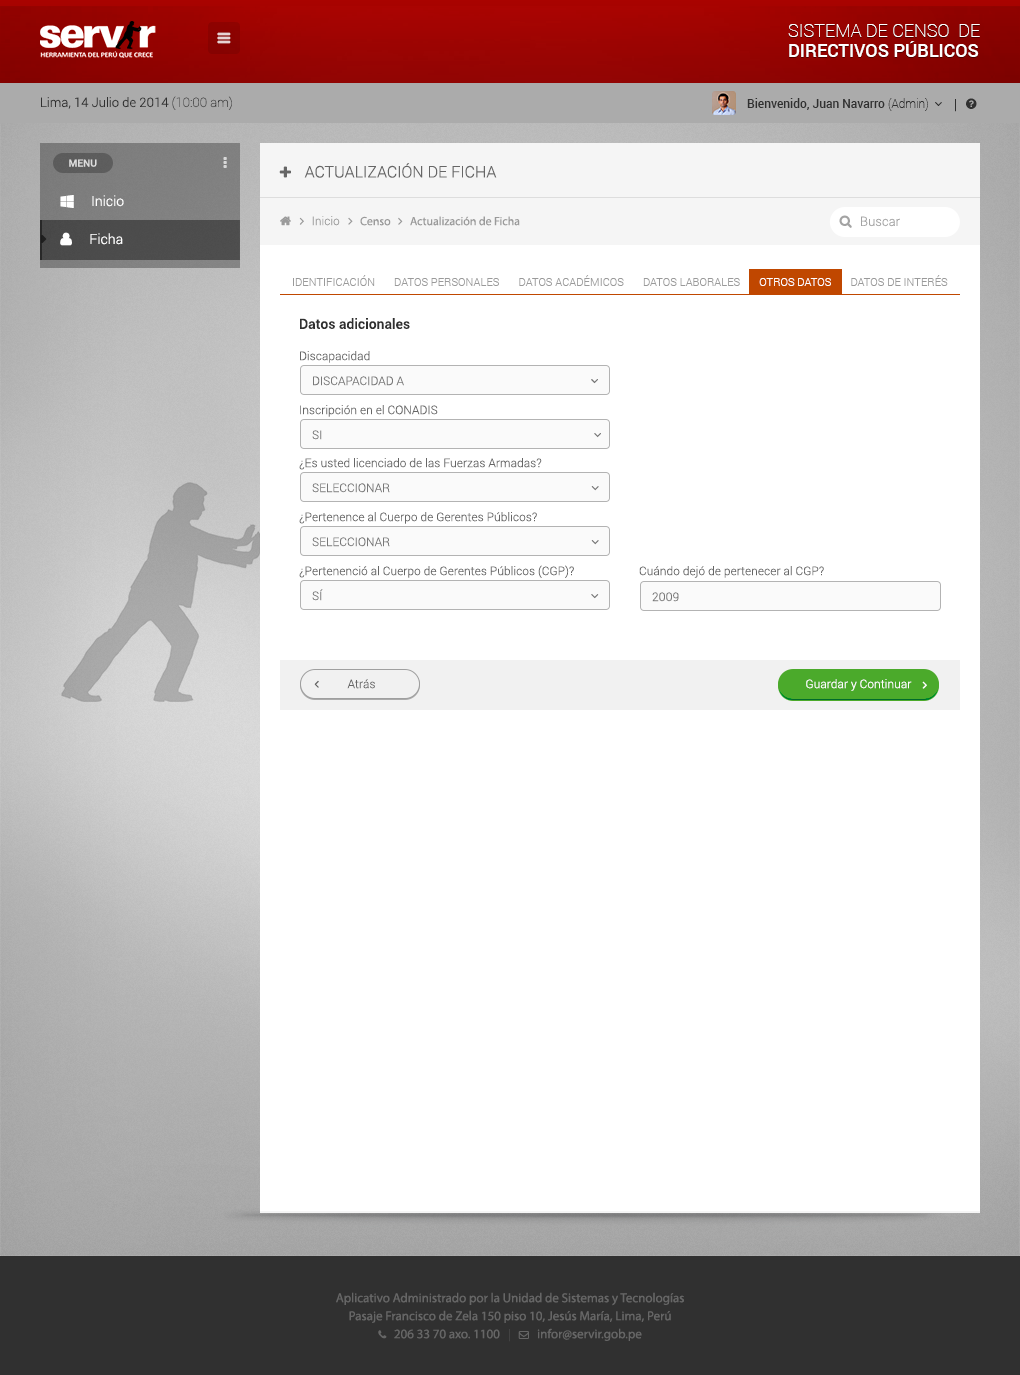 servir
HERRAMIENTA DEL PERÚ QUE CRECE
SISTEMA DE CENSO DE
DIRECTIVOS PÚBLICOS
Lima, 14 Julio de 2014 (10:00 am)
Bienvenido, Juan Navarro (Admin) |
MENU
Inicio
Ficha
ACTUALIZACIÓN DE FICHA
Inicio > Censo > Actualización de Ficha
Buscar
IDENTIFICACIÓN DATOS PERSONALES DATOS ACADÉMICOS DATOS LABORALES OTROS DATOS DATOS DE INTERÉS
Datos adicionales
Discapacidad
DISCAPACIDAD A
Inscripción en el CONADIS
SI
¿Es usted licenciado de las Fuerzas Armadas?
SELECCIONAR
¿Pertenence al Cuerpo de Gerentes Públicos?
SELECCIONAR
¿Pertenenció al Cuerpo de Gerentes Públicos (CGP)?
SÍ
Cuándo dejó de pertenecer al CGP?
2009
Atrás
Guardar y Continuar
Aplicativo Administrado por la Unidad de Sistemas y Tecnologías
Pasaje Francisco de Zela 150 piso 10, Jesús María, Lima, Perú
206 33 70 axo. 1100 | infor@servir.gob.pe